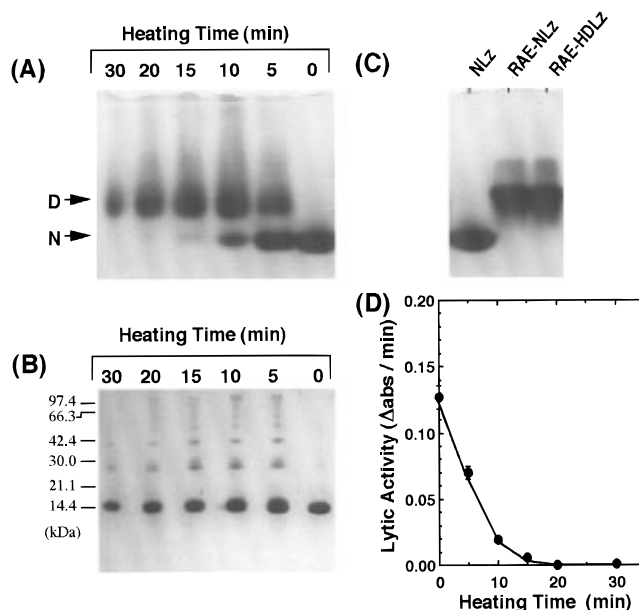 (A)
Heating Time (min)
30 20 15 10 5 0
D
N
(B)
Heating Time (min)
30 20 15 10 5 0
97.4
66.3
42.4
30.0
21.1
14.4
(kDa)
(C)
NLz RAE-NLz RAE-HDLz
(D)
Lytic Activity (Δabs / min)
0.20
0.15
0.10
0.05
0.00
0 10 20 30
Heating Time (min)